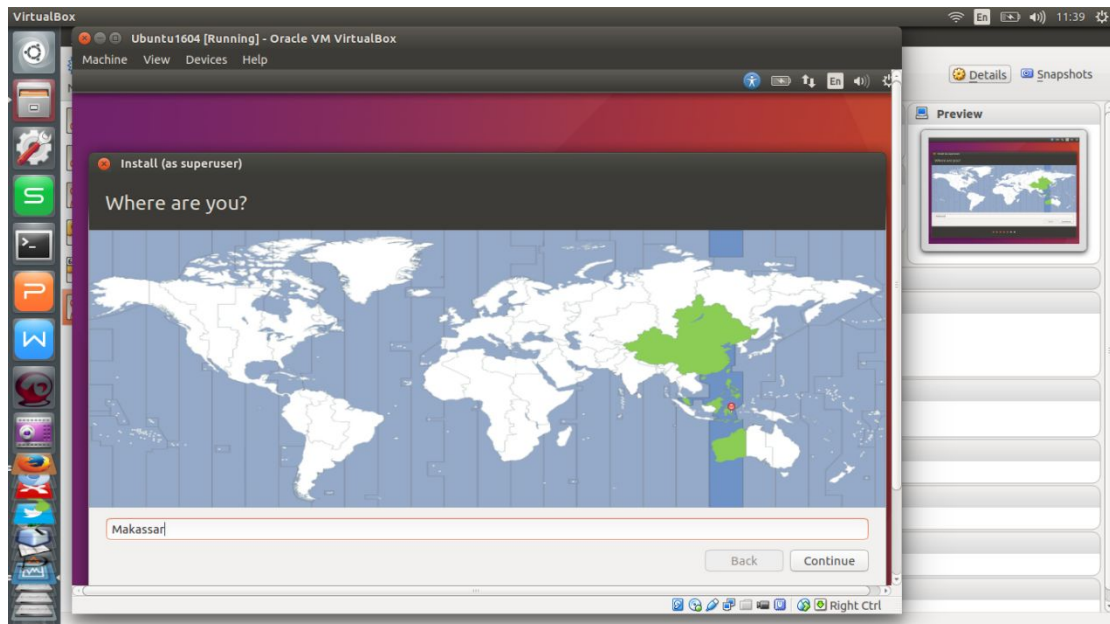 VirtualBox
En
11:39
Ubuntu1604 [Running] - Oracle VM VirtualBox
Machine View Devices Help
Details
Snapshots
En
Preview
Install (as superuser)
Where are you?
Makassar
Back
Continue
Right Ctrl